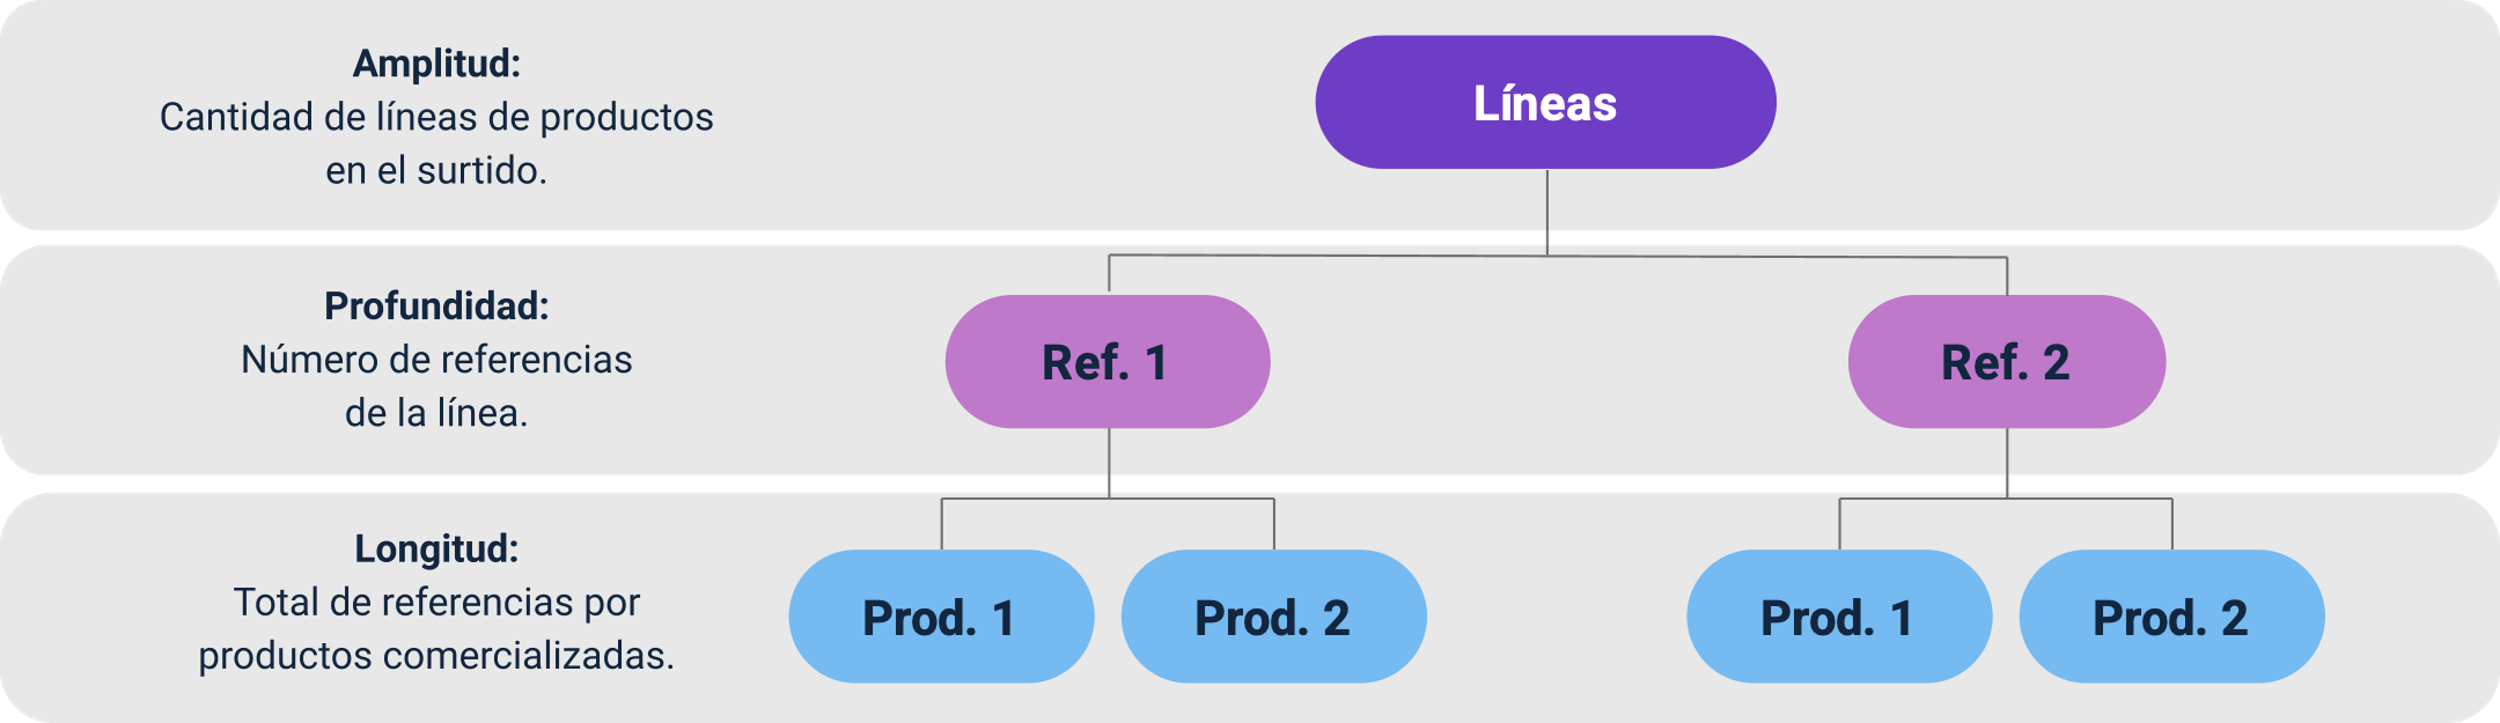 Amplitud:
Cantidad de líneas de productos
en el surtido.
Líneas
Profundidad:
Número de referencias
de la línea.
Ref. 1
Ref. 2
Longitud:
Total de referencias por
productos comercializadas.
Prod. 1
Prod. 2
Prod. 1
Prod. 2